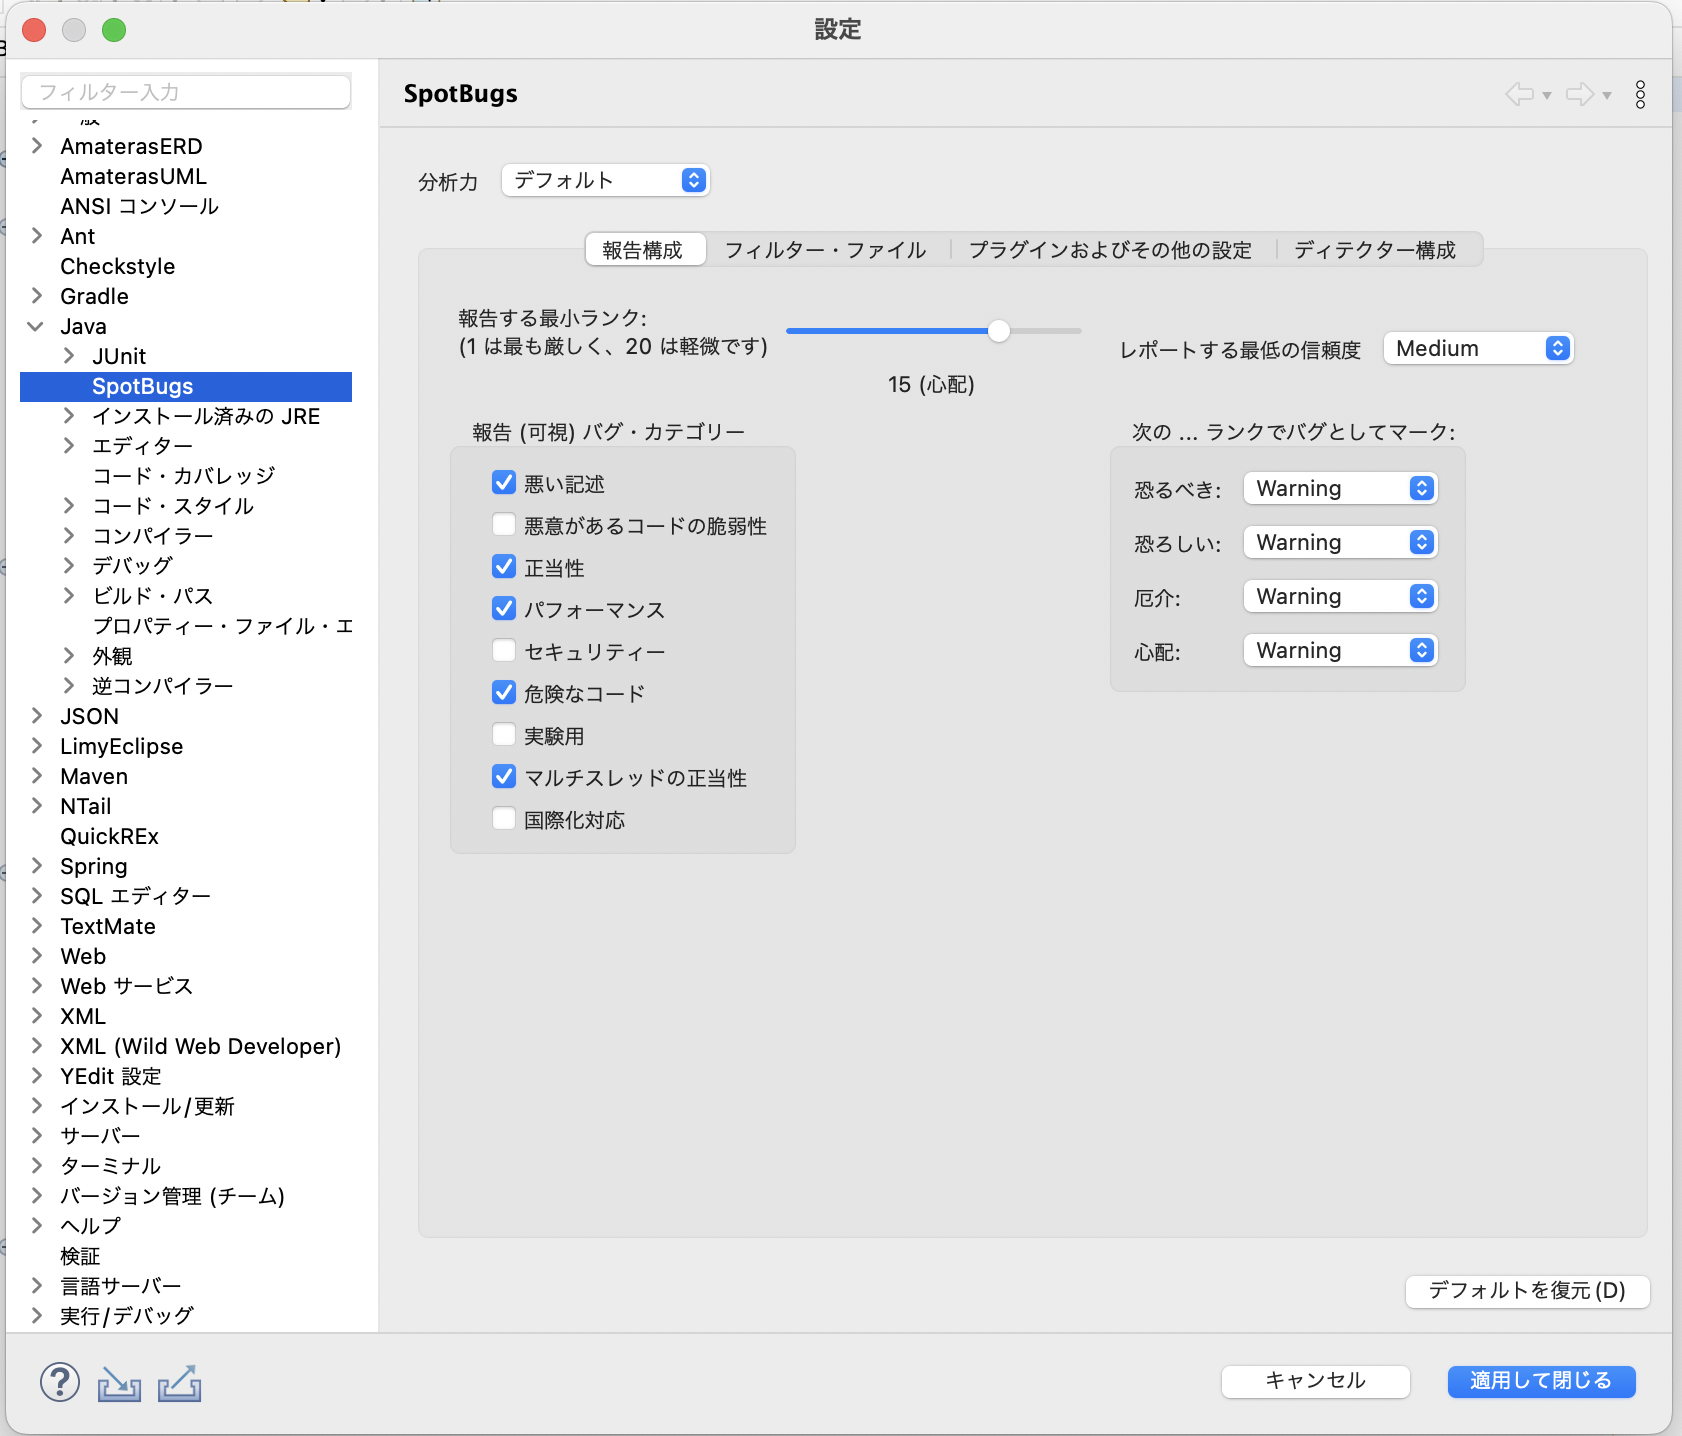 設定
フィルター入力
AmaterasERD
AmaterasUML
ANSI コンソール
Ant
Checkstyle
Gradle
Java
JUnit
SpotBugs
インストール済みの JRE
エディター
コード・カバレッジ
コード・スタイル
コンパイラー
デバッグ
ビルド・パス
プロパティー・ファイル・エ
外観
逆コンパイラー
JSON
LimyEclipse
Maven
NTail
QuickREx
Spring
SQL エディター
TextMate
Web
Web サービス
XML
XML (Wild Web Developer)
YEdit 設定
インストール/更新
サーバー
ターミナル
バージョン管理 (チーム)
ヘルプ
検証
言語サーバー
実行/デバッグ
SpotBugs
分析力 デフォルト
報告構成 フィルター・ファイル プラグインおよびその他の設定 ディテクター構成
報告する最小ランク:
(1 は最も厳しく、20 は軽微です)
15 (心配)
レポートする最低の信頼度 Medium
報告 (可視) バグ・カテゴリー
悪い記述
悪意があるコードの脆弱性
正当性
パフォーマンス
セキュリティー
危険なコード
実験用
マルチスレッドの正当性
国際化対応
次の ... ランクでバグとしてマーク:
恐るべき: Warning
恐ろしい: Warning
厄介: Warning
心配: Warning
デフォルトを復元(D)
キャンセル 適用して閉じる